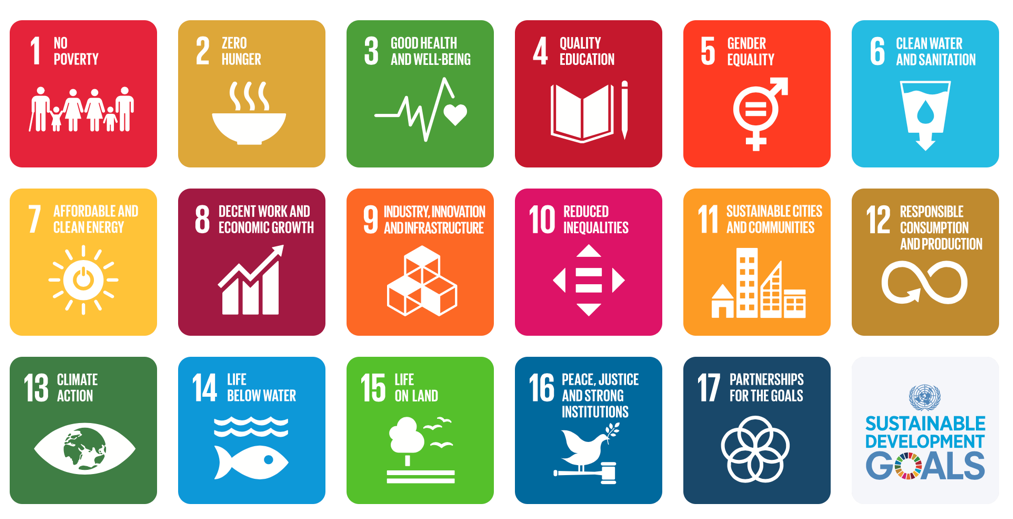 1 NO
POVERTY
2 ZERO
HUNGER
3 GOOD HEALTH
AND WELL-BEING
4 QUALITY
EDUCATION
5 GENDER
EQUALITY
6 CLEAN WATER
AND SANITATION
7 AFFORDABLE AND
CLEAN ENERGY
8 DECENT WORK AND
ECONOMIC GROWTH
9 INDUSTRY, INNOVATION
AND INFRASTRUCTURE
10 REDUCED
INEQUALITIES
11 SUSTAINABLE CITIES
AND COMMUNITIES
12 RESPONSIBLE
CONSUMPTION
AND PRODUCTION
13 CLIMATE
ACTION
14 LIFE
BELOW WATER
15 LIFE
ON LAND
16 PEACE, JUSTICE
AND STRONG
INSTITUTIONS
17 PARTNERSHIPS
FOR THE GOALS
SUSTAINABLE
DEVELOPMENT
GOALS